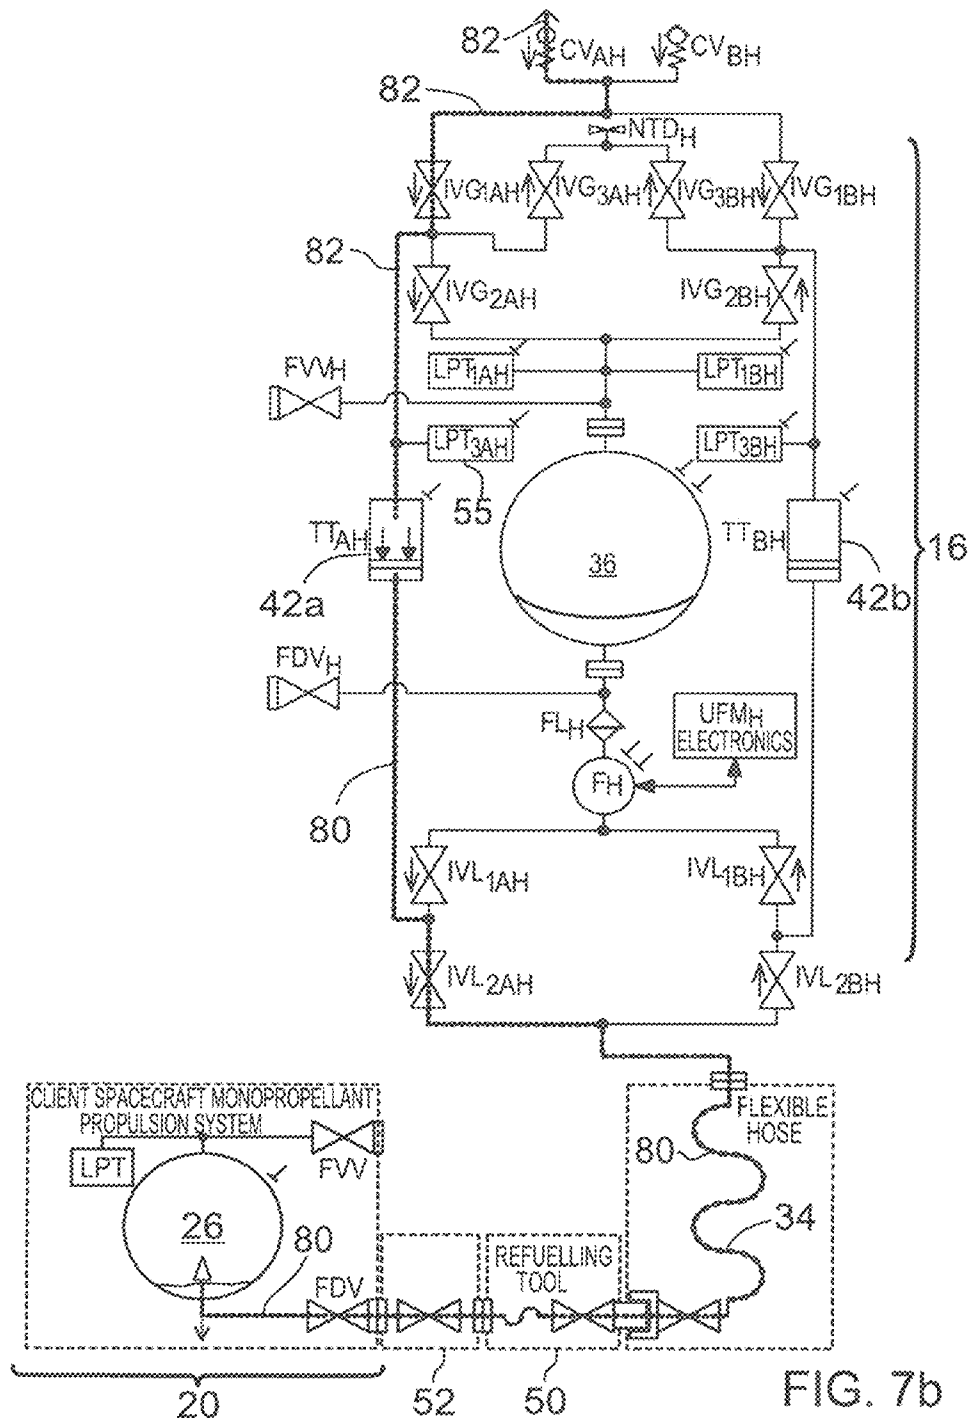 82
CVAH
CVBH
82
NTDH
IVG1AH
IVG3AH
IVG3BH
IVG1BH
82
IVG2AH
IVG2BH
FVVH
LPT1AH
LPT1BH
LPT3AH
LPT3BH
55
TTAH
36
TTBH
16
42a
42b
FDVH
FLH
UFMH
ELECTRONICS
FH
80
IVL1AH
IVL1BH
IVL2AH
IVL2BH
CLIENT SPACECRAFT MONOPROPELLANT
PROPULSION SYSTEM
LPT
FVV
26
80
FDV
REFUELLING
TOOL
FLEXIBLE
HOSE
80
34
20
52
50
FIG. 7b